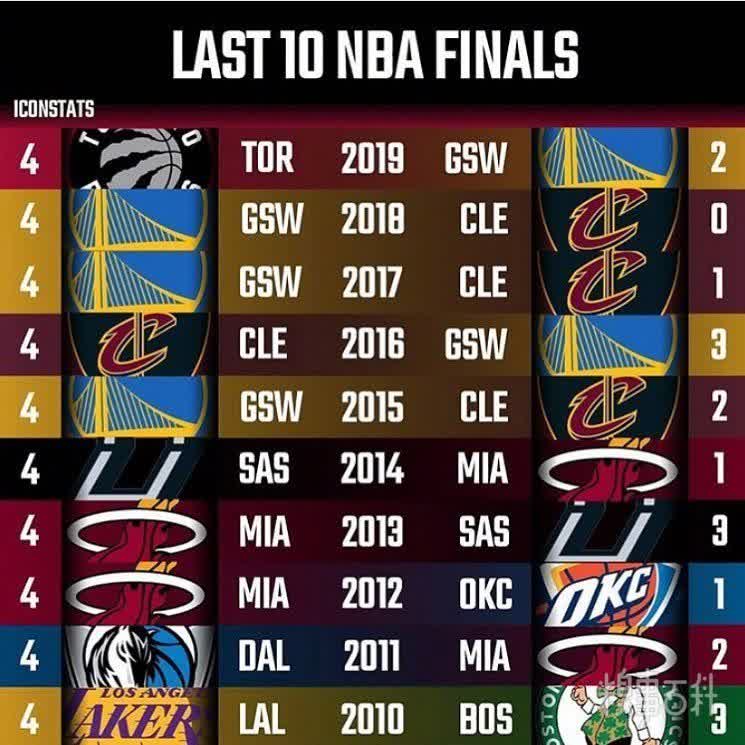 LAST 10 NBA FINALS
ICONSTATS
4 TOR 2019 GSW 2
4 GSW 2018 CLE 0
4 GSW 2017 CLE 1
4 CLE 2016 GSW 3
4 GSW 2015 CLE 2
4 SAS 2014 MIA 1
4 MIA 2013 SAS 3
4 MIA 2012 OKC OKC 1
4 DAL 2011 MIA 2
LOS ANGEL
4 AKER LAL 2010 BOS STON 3